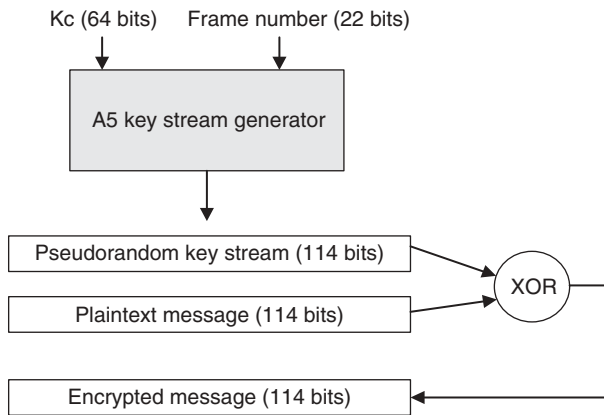 Kc (64 bits) Frame number (22 bits)
A5 key stream generator
Pseudorandom key stream (114 bits)
XOR
Plaintext message (114 bits)
Encrypted message (114 bits)